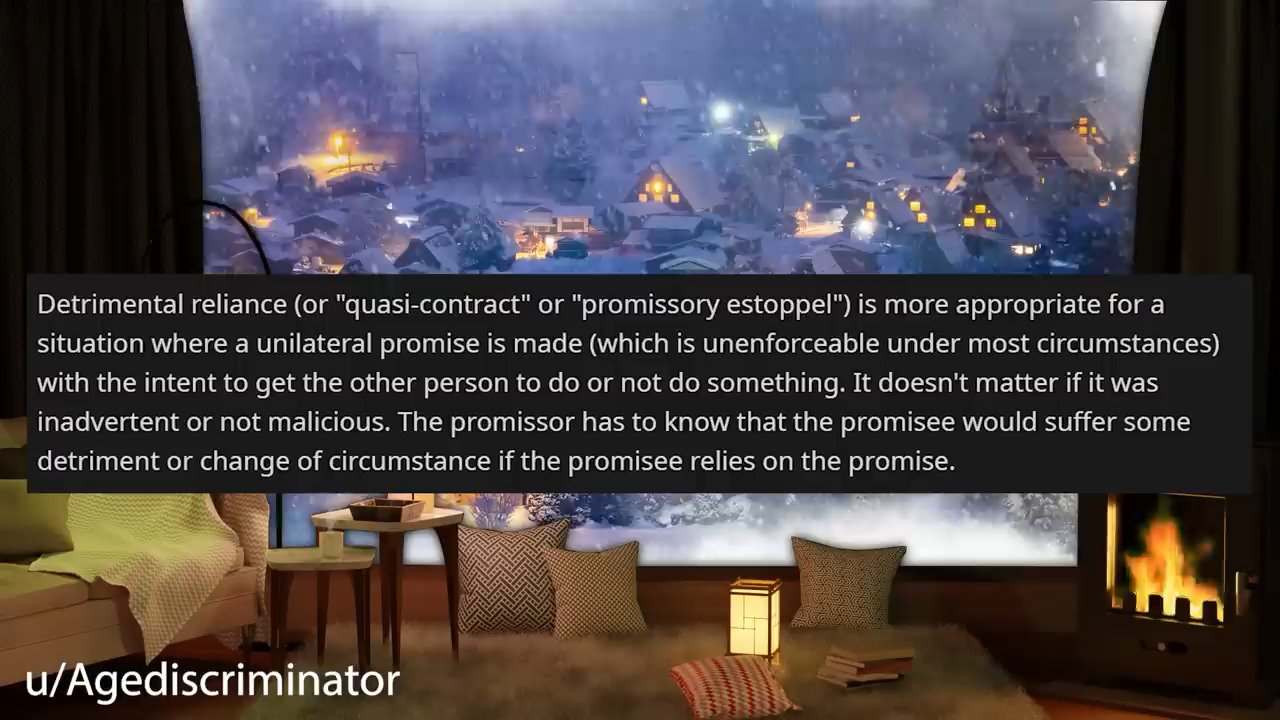 Detrimental reliance (or "quasi-contract" or "promissory estoppel") is more appropriate for a
situation where a unilateral promise is made (which is unenforceable under most circumstances)
with the intent to get the other person to do or not do something. It doesn't matter if it was
inadvertent or not malicious. The promissor has to know that the promisee would suffer some
detriment or change of circumstance if the promisee relies on the promise.
u/Agediscriminator